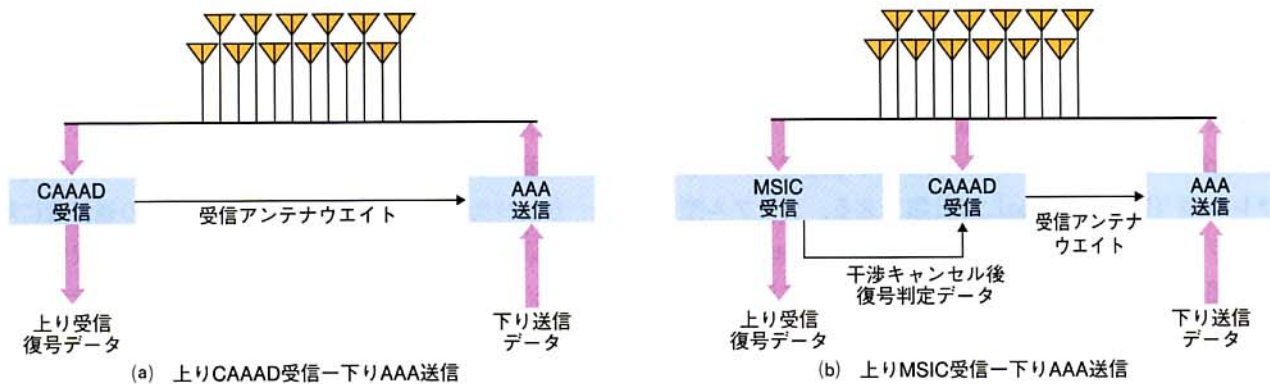 CAAAD
受信
受信アンテナウエイト
AAA
送信
上り受信
復号データ
下り送信
データ
(a) 上りCAAAD受信ー下りAAA送信
MSIC
受信
CAAAD
受信
受信アンテナ
ウエイト
AAA
送信
干渉キャンセル後
復号判定データ
上り受信
復号データ
下り送信
データ
(b) 上りMSIC受信ー下りAAA送信